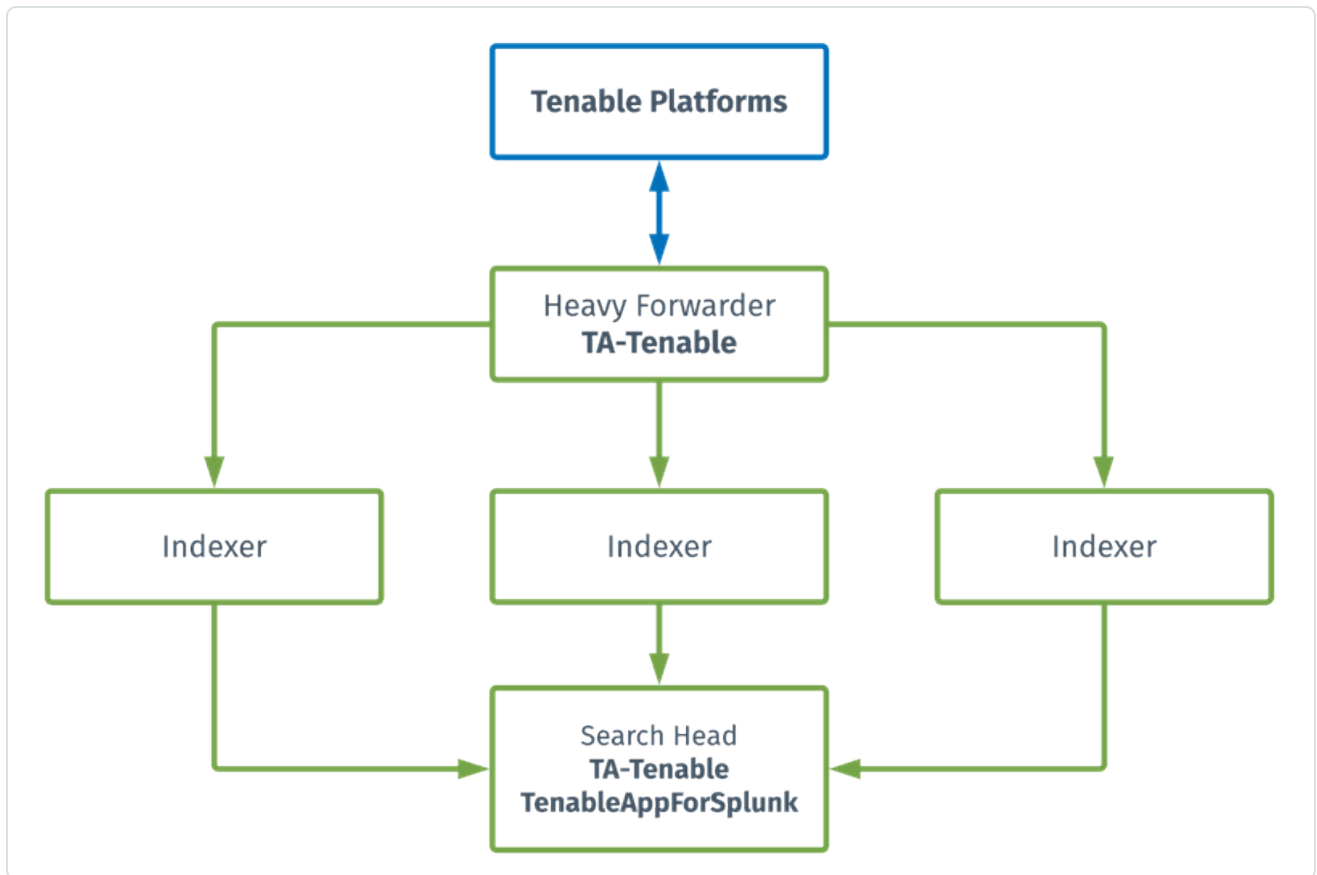 Tenable Platforms
Heavy Forwarder
TA-Tenable
Indexer
Indexer
Indexer
Search Head
TA-Tenable
TenableAppForSplunk